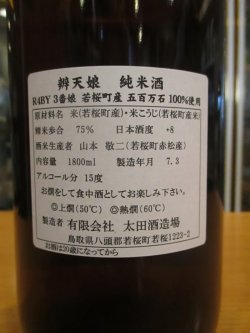 辨天娘 純米酒
R4BY 3番娘 若桜町産 五百万石 100%使用
原材料名 米(若桜町産)・米こうじ(若桜町産米)
精米歩合 75% 日本酒度 +8
酒米生産者 山本 敬二(若桜町赤松産)
内容量 1800ml 製造年月 7.3
アルコール分 15度
お燗をして食中酒としてお楽しみ下さい。
◎上燗(50℃) ◎熱燗(60℃)
製造者 有限会社 太田酒造場
鳥取県八頭郡若桜町若桜1223-2
お酒は20歳になってから